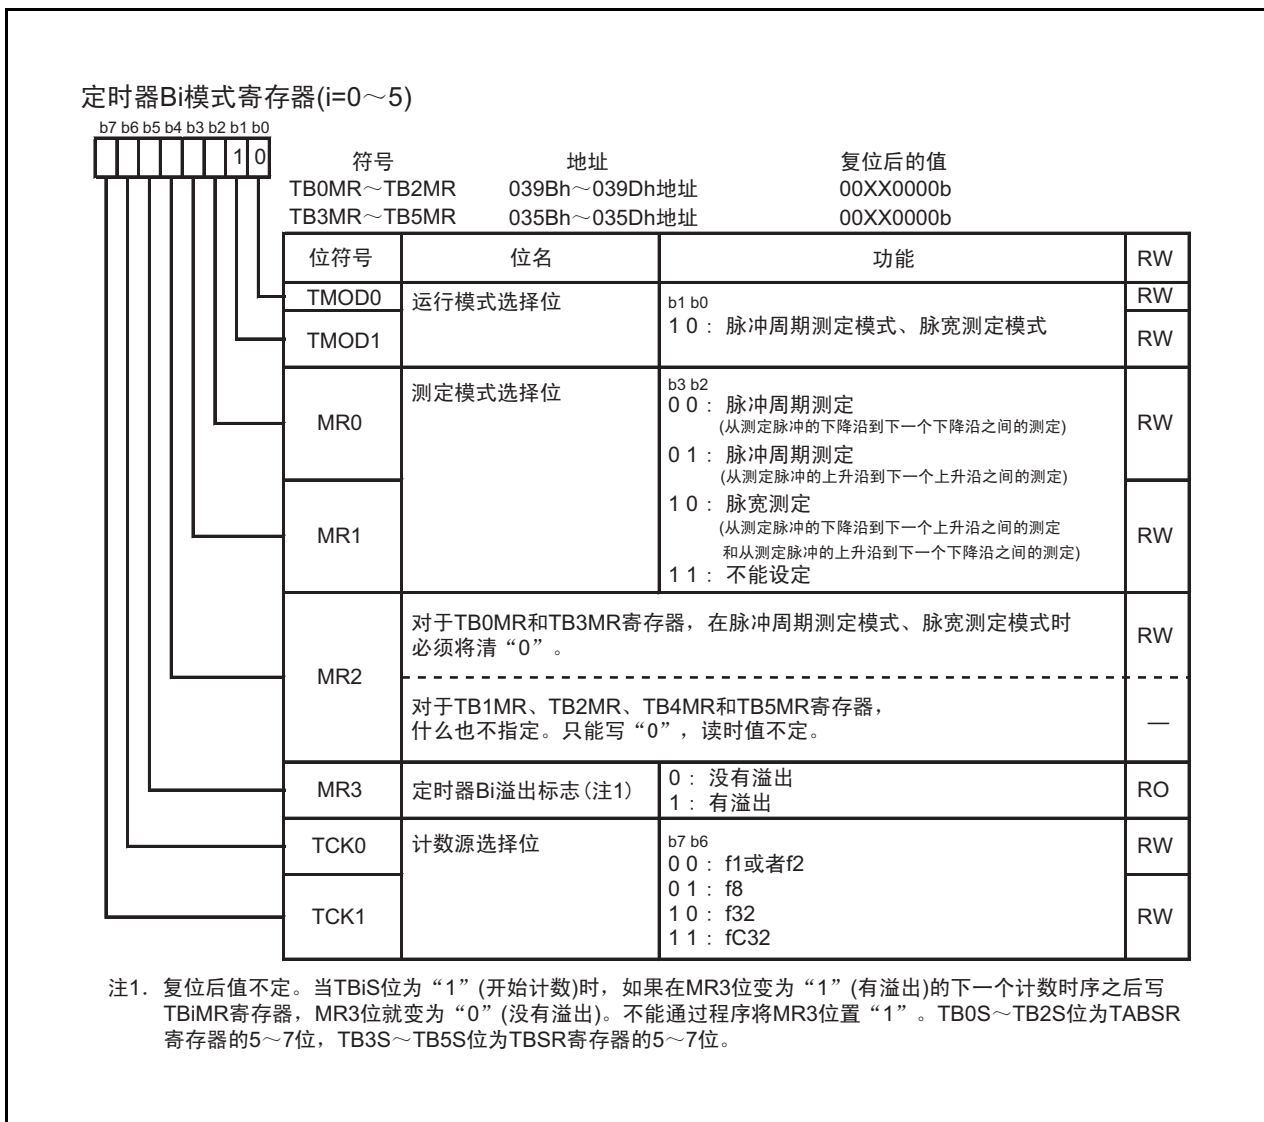 定时器Bi模式寄存器(i=0～5)
b7 b6 b5 b4 b3 b2 b1 b0
1 0
符号 地址 复位后的值
TB0MR～TB2MR 039Bh～039Dh地址 00XX0000b
TB3MR～TB5MR 035Bh～035Dh地址 00XX0000b
位符号 位名 功能 RW
TMOD0 运行模式选择位 b1 b0 RW
TMOD1 1 0：脉冲周期测定模式、脉宽测定模式 RW
测定模式选择位 b3 b2
0 0：脉冲周期测定
MR0 (从测定脉冲的下降沿到下一个下降沿之间的测定) RW
0 1：脉冲周期测定
(从测定脉冲的上升沿到下一个上升沿之间的测定)
1 0：脉宽测定
MR1 (从测定脉冲的下降沿到下一个上升沿之间的测定 RW
和从测定脉冲的上升沿到下一个下降沿之间的测定)
1 1：不能设定
MR2 对于TB0MR和TB3MR寄存器，在脉冲周期测定模式、脉宽测定模式时 RW
必须将清“0”。
对于TB1MR、TB2MR、TB4MR和TB5MR寄存器， —
什么也不指定。只能写“0”，读时值不定。
MR3 定时器Bi溢出标志(注1) 0：没有溢出 RO
1：有溢出
TCK0 计数源选择位 b7 b6 RW
0 0：f1或者f2
0 1：f8
TCK1 1 0：f32 RW
1 1：fC32
注1. 复位后值不定。当TBiS位为“1”(开始计数)时，如果在MR3位变为“1”(有溢出)的下一个计数时序之后写
TBiMR寄存器，MR3位就变为“0”(没有溢出)。不能通过程序将MR3位置“1”。TB0S～TB2S位为TABSR
寄存器的5～7位，TB3S～TB5S位为TBSR寄存器的5～7位。